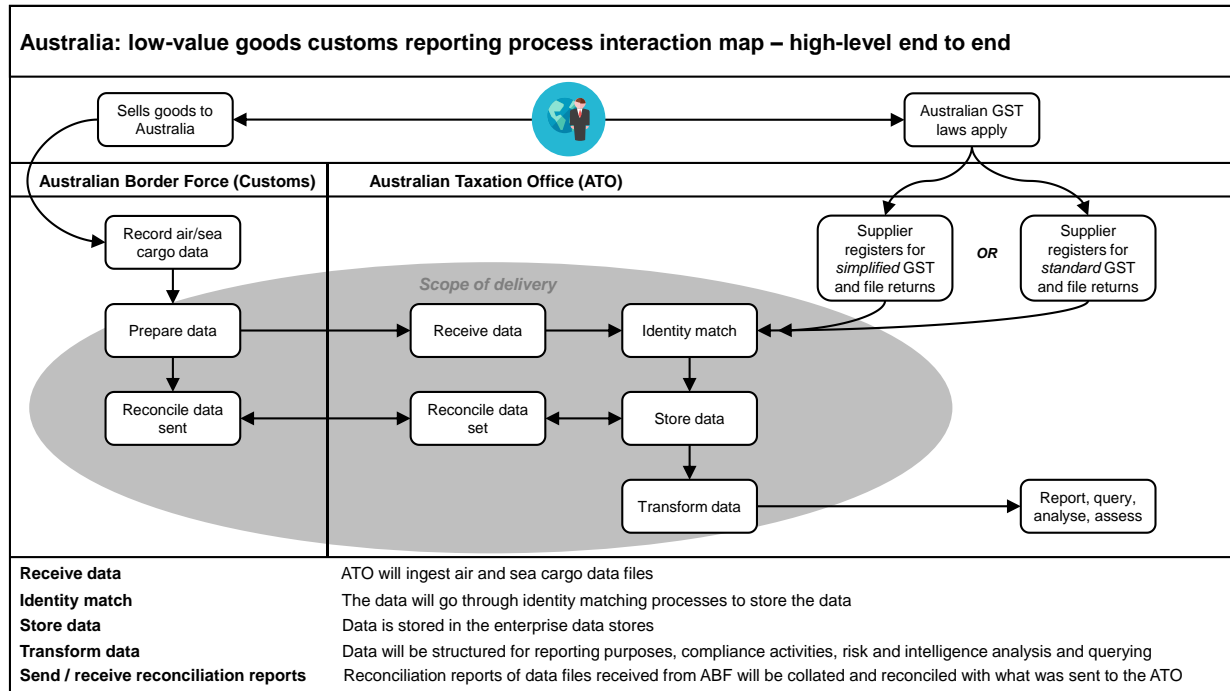 Australia: low-value goods customs reporting process interaction map – high-level end to end
Sells goods to
Australia
Australian GST
laws apply
Australian Border Force (Customs)
Australian Taxation Office (ATO)
Record air/sea
cargo data
Supplier
registers for
simplified GST
and file returns
OR
Supplier
registers for
standard GST
and file returns
Scope of delivery
Prepare data
Receive data
Identity match
Reconcile data
sent
Reconcile data
set
Store data
Transform data
Report, query,
analyse, assess
Receive data ATO will ingest air and sea cargo data files
Identity match The data will go through identity matching processes to store the data
Store data Data is stored in the enterprise data stores
Transform data Data will be structured for reporting purposes, compliance activities, risk and intelligence analysis and querying
Send / receive reconciliation reports Reconciliation reports of data files received from ABF will be collated and reconciled with what was sent to the ATO